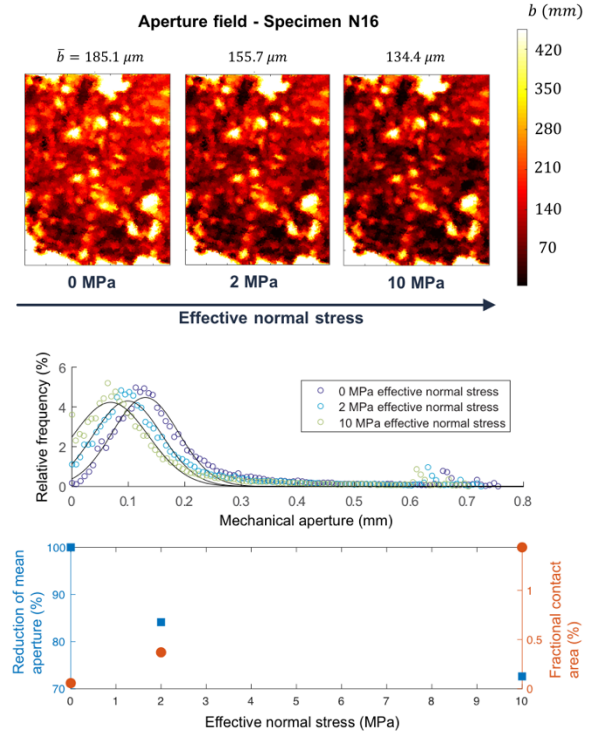 Aperture field - Specimen N16
b (mm)
b̅ = 185.1 μm
155.7 μm
134.4 μm
420
350
280
210
140
70
0 MPa
2 MPa
10 MPa
Effective normal stress
Relative frequency (%)
6
4
2
0
0 MPa effective normal stress
2 MPa effective normal stress
10 MPa effective normal stress
0
0.1
0.2
0.3
0.4
0.5
0.6
0.7
0.8
Mechanical aperture (mm)
Reduction of mean
aperture (%)
100
90
80
70
1
0.5
0
Fractional contact
area (%)
0
1
2
3
4
5
6
7
8
9
10
Effective normal stress (MPa)